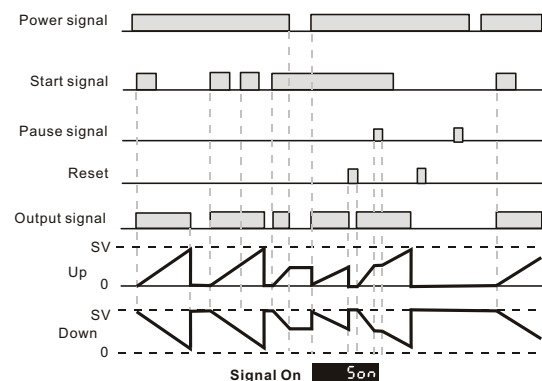 Power signal
Start signal
Pause signal
Reset
Output signal
SV
Up
0
SV
Down
0
Signal On Son